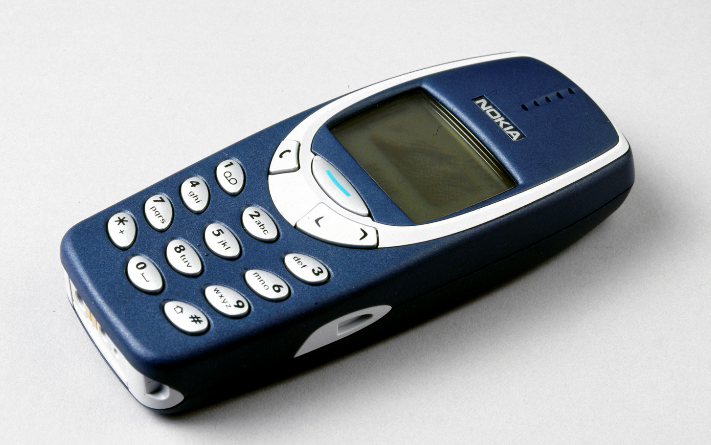 NOKIA
1
2 abc
def 3
4 ghi
5 jkl
mno 6
7 pqrs
8 tuv
wxyz 9
* +
0
#